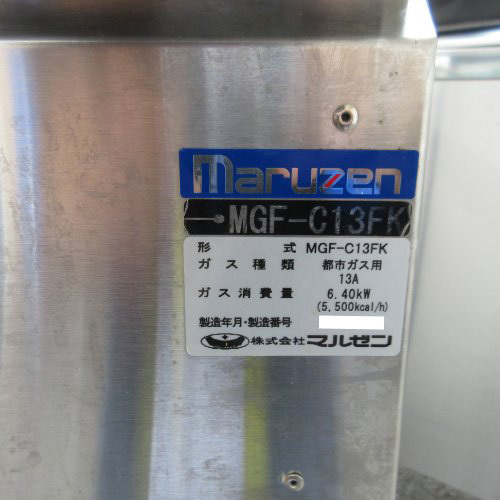 maruzen
MGF-C13FK
形式 MGF-C13FK
ガス種類 都市ガス用
13A
ガス消費量 6.40kW
(5,500kcal/h)
製造年月・製造番号
株式会社マルゼン